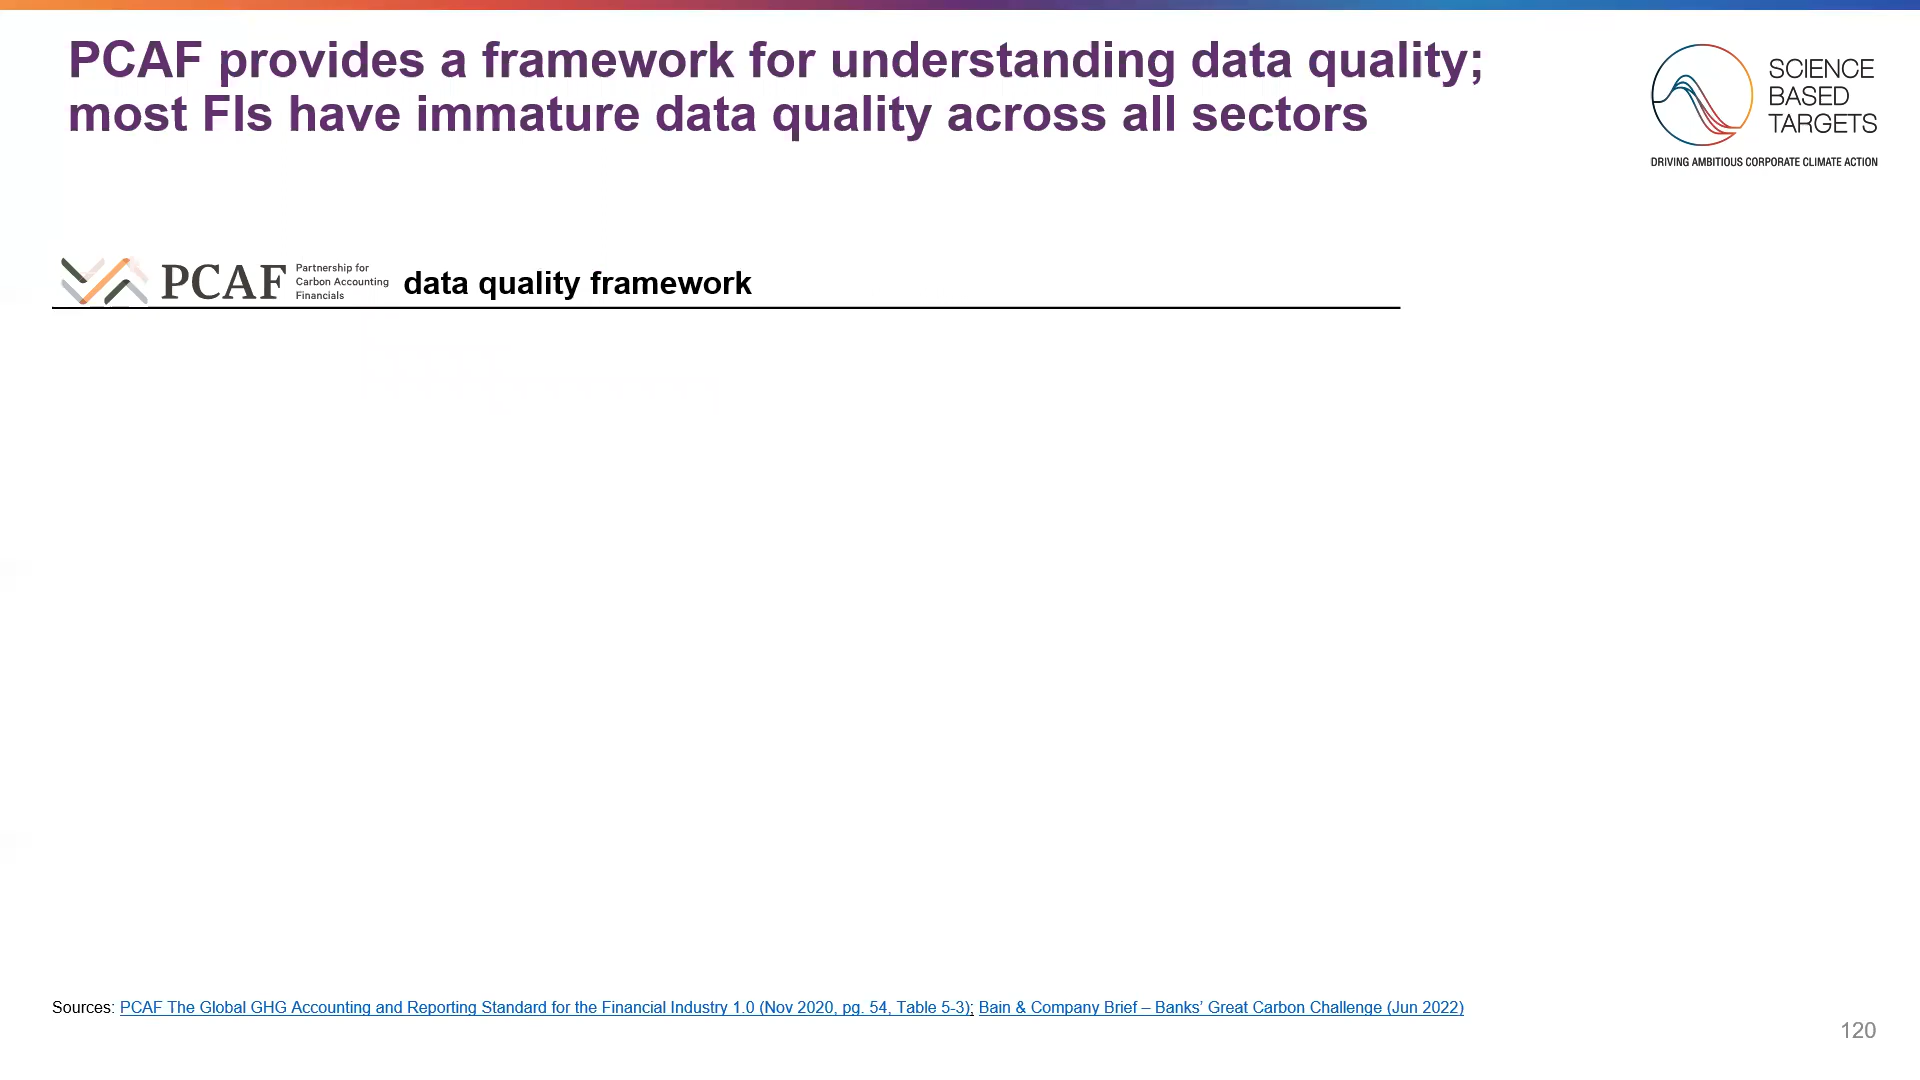 PCAF provides a framework for understanding data quality;
most FIs have immature data quality across all sectors
SCIENCE
BASED
TARGETS
DRIVING AMBITIOUS CORPORATE CLIMATE ACTION
PCAF
Partnership for
Carbon Accounting
Financials
data quality framework
Sources: PCAF The Global GHG Accounting and Reporting Standard for the Financial Industry 1.0 (Nov 2020, pg. 54, Table 5-3); Bain & Company Brief – Banks’ Great Carbon Challenge (Jun 2022)
120